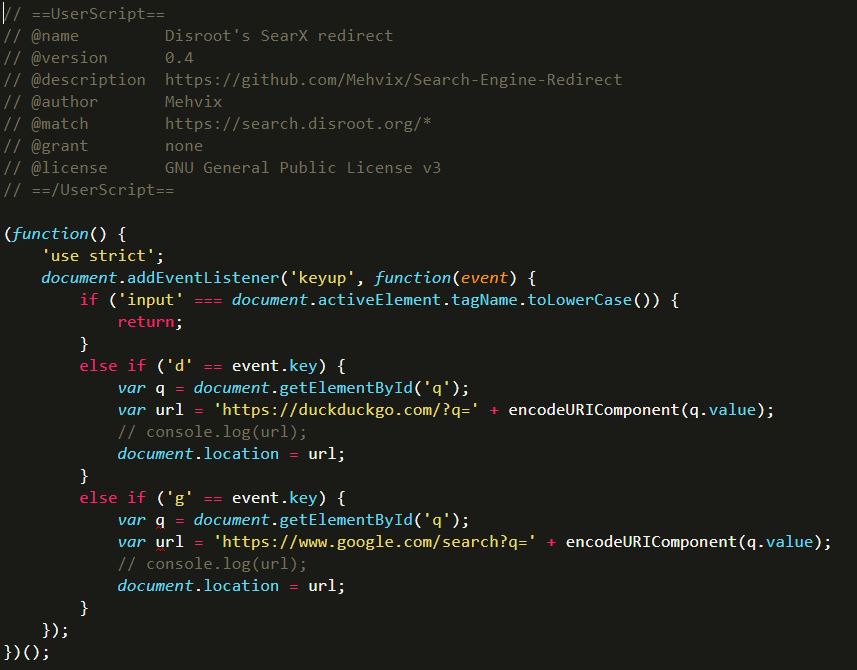 // ==UserScript==
// @name         Disroot's SearX redirect
// @version      0.4
// @description  https://github.com/Mehvix/Search-Engine-Redirect
// @author       Mehvix
// @match        https://search.disroot.org/*
// @grant        none
// @license      GNU General Public License v3
// ==/UserScript==

(function() {
    'use strict';
    document.addEventListener('keyup', function(event) {
        if ('input' === document.activeElement.tagName.toLowerCase()) {
            return;
        }
        else if ('d' == event.key) {
            var q = document.getElementById('q');
            var url = 'https://duckduckgo.com/?q=' + encodeURIComponent(q.value);
            // console.log(url);
            document.location = url;
        }
        else if ('g' == event.key) {
            var q = document.getElementById('q');
            var url = 'https://www.google.com/search?q=' + encodeURIComponent(q.value);
            // console.log(url);
            document.location = url;
        }
    });
})();